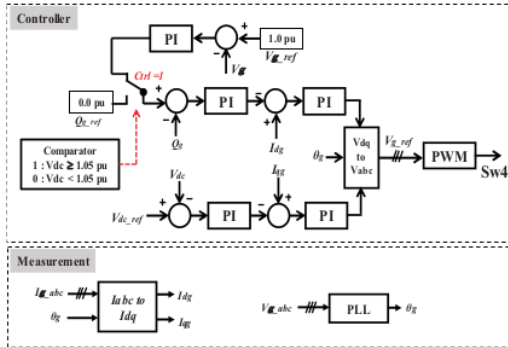 Controller
PI
1.0 pu
Vg_ref
Vg
Ctrl =1
0.0 pu
Qg_ref
PI
PI
Qg
Idg
Comparator
1 : Vdc ≥ 1.05 pu
0 : Vdc < 1.05 pu
θg
Vdq
to
Vabc
Vg_ref
PWM
Sw4
Vdc
Iqg
Vdc_ref
PI
PI
Measurement
Ig_abc
θg
Iabc to
Idq
Idg
Iqg
Vg_abc
PLL
θg